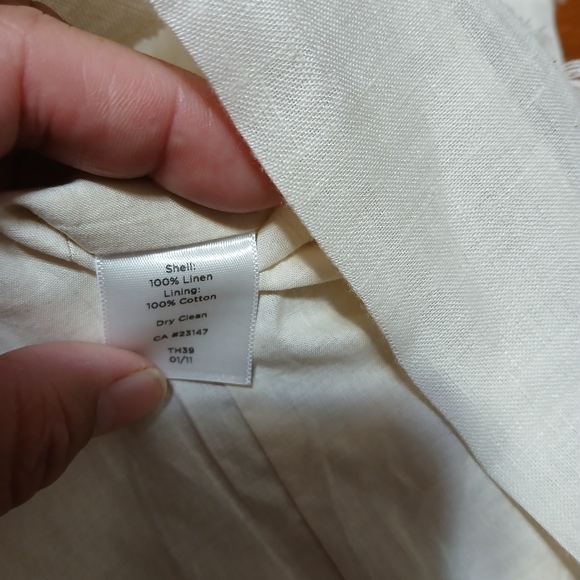 Shell:
100% Linen
Lining:
100% Cotton
Dry Clean
CA #23147
TH39
01/11